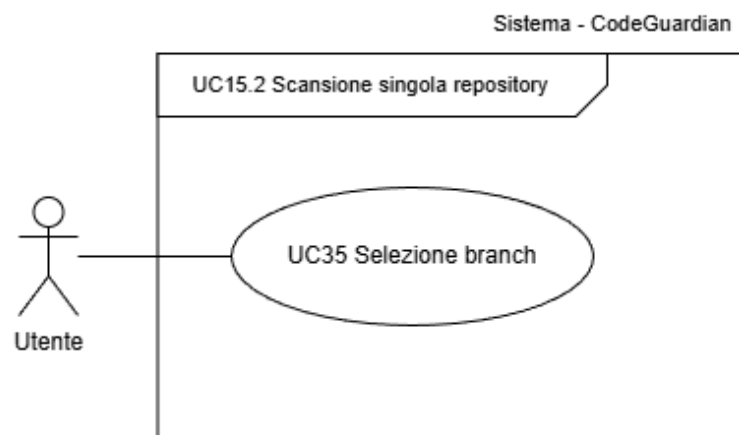 Sistema - CodeGuardian
UC15.2 Scansione singola repository
UC35 Selezione branch
Utente